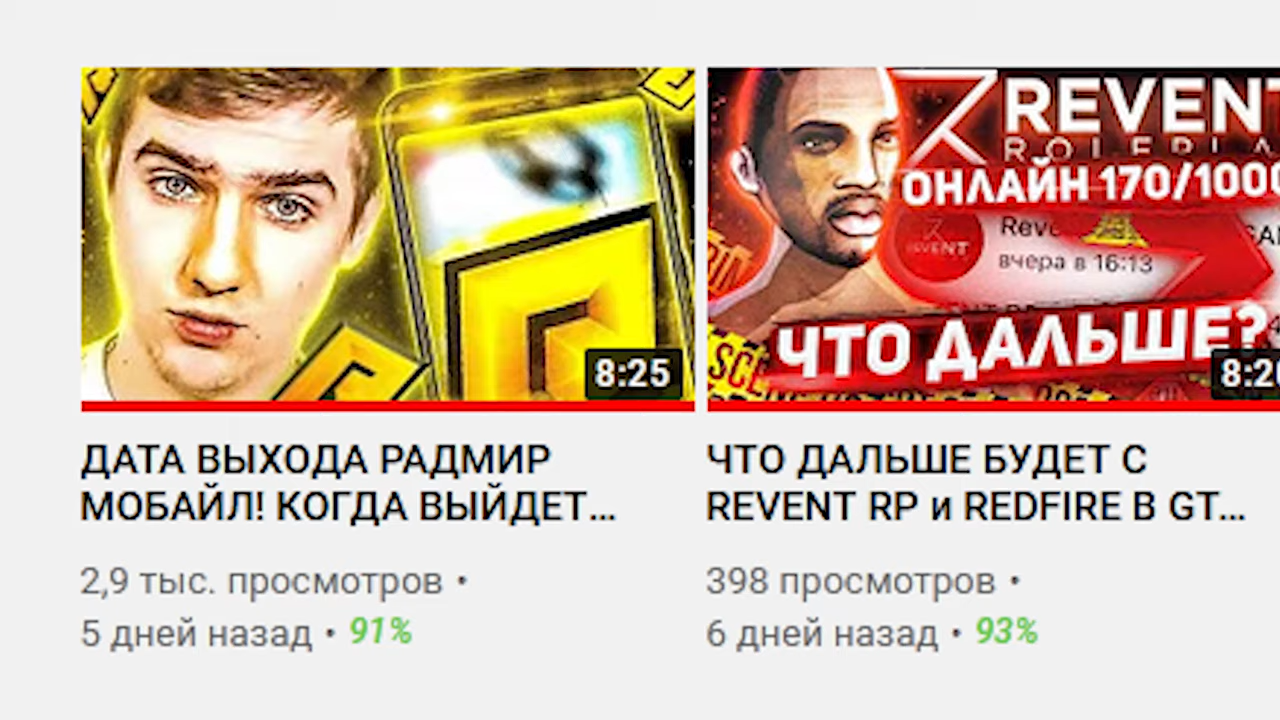 8:25
ДАТА ВЫХОДА РАДМИР
МОБАЙЛ! КОГДА ВЫЙДЕТ...
2,9 тыс. просмотров •
5 дней назад • 91%
REVENT
ОНЛАЙН 170/1000
REVENT
вчера в 16:13
ЧТО ДАЛЬШЕ?
ЧТО ДАЛЬШЕ БУДЕТ С
REVENT RP и REDFIRE В GT...
398 просмотров •
6 дней назад • 93%